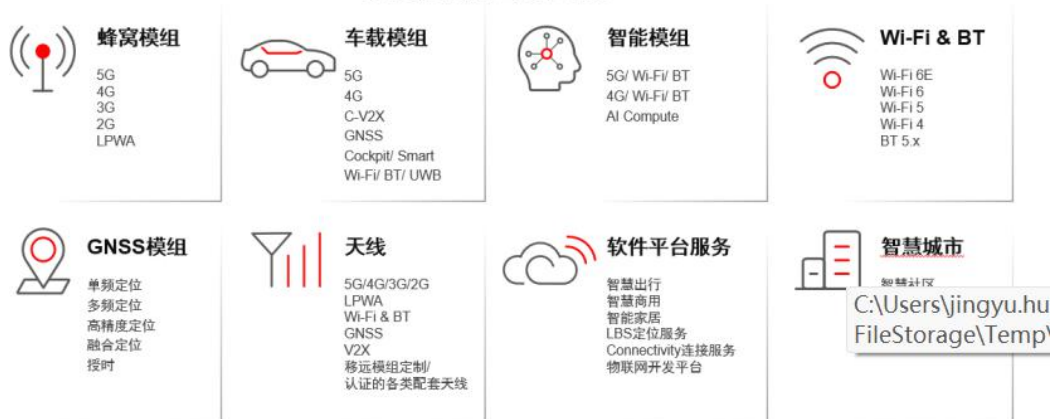 蜂窝模组
5G
4G
3G
2G
LPWA
车载模组
5G
4G
C-V2X
GNSS
Cockpit/ Smart
Wi-Fi/ BT/ UWB
智能模组
5G/ Wi-Fi/ BT
4G/ Wi-Fi/ BT
AI Compute
Wi-Fi & BT
Wi-Fi 6E
Wi-Fi 6
Wi-Fi 5
Wi-Fi 4
BT 5.x
GNSS模组
单频定位
多频定位
高精度定位
融合定位
授时
天线
5G/4G/3G/2G
LPWA
Wi-Fi & BT
GNSS
V2X
移远模组定制/
认证的各类配套天线
软件平台服务
智慧出行
智慧商用
智能家居
LBS定位服务
Connectivity连接服务
物联网开发平台
智慧城市
智慧社区
C:\Users\jingyu.hu
FileStorage\Temp\